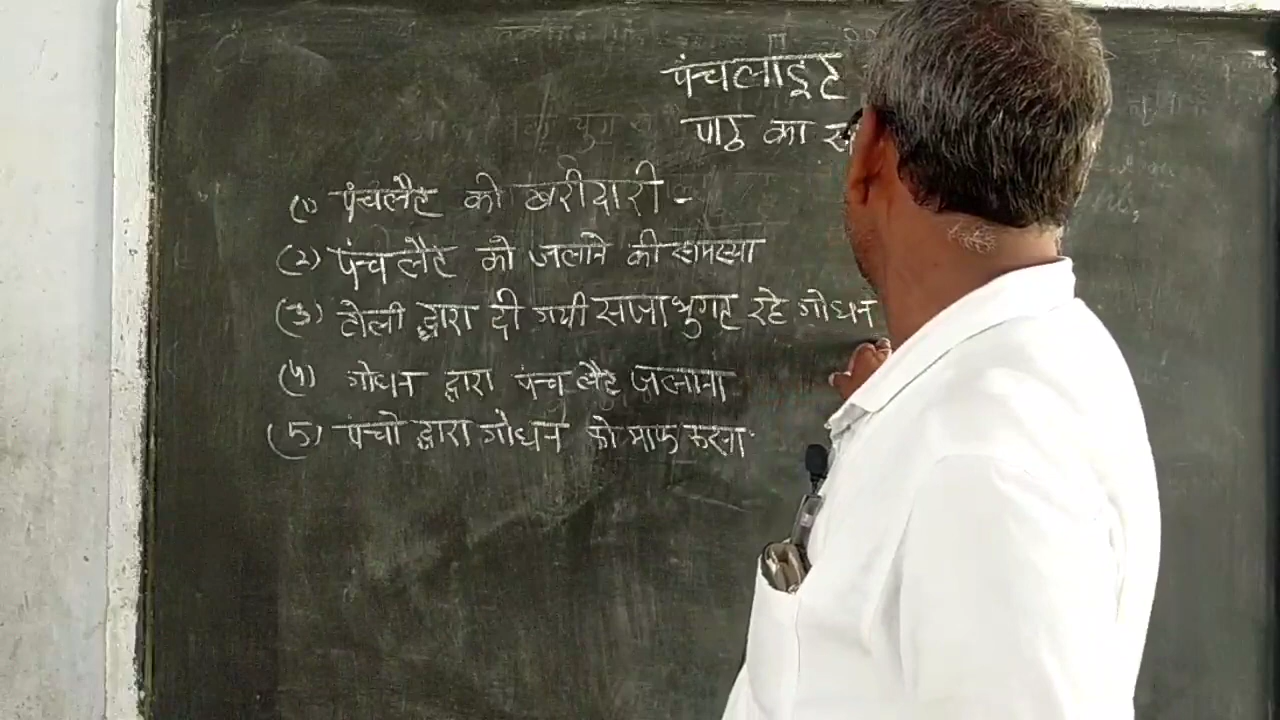 पंचलाइट
पाठ का
(1) पंचलैट की खरीदारी -
(2) पंचलैट को जलाने की समस्या
(3) टोली द्वारा दी गयी सजा भुगत रहे गोधन
(4) गोधन द्वारा पंचलैट जलाना
(5) पंचो द्वारा गोधन को माफ करना